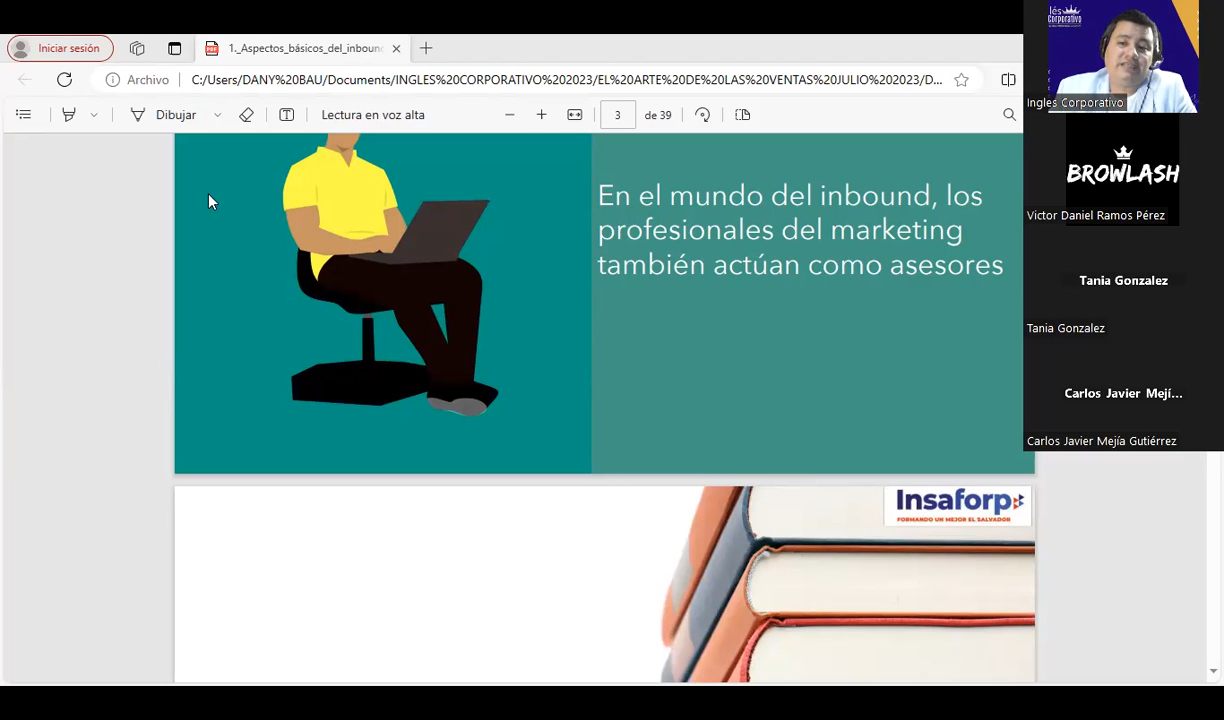 Iniciar sesión
1._Aspectos_básicos_del_inbound
Archivo
C:/Users/DANY%20BAU/Documents/INGLES%20CORPORATIVO%202023/EL%20ARTE%20DE%20LAS%20VENTAS%20JULIO%202023/D...
Dibujar
Lectura en voz alta
3
de 39
En el mundo del inbound, los
profesionales del marketing
también actúan como asesores
Insaforp
FORMANDO UN MEJOR EL SALVADOR
lés
Corporativo
Ingles Corporativo
BROWLASH
Victor Daniel Ramos Pérez
Tania Gonzalez
Tania Gonzalez
Carlos Javier Mejí...
Carlos Javier Mejía Gutiérrez